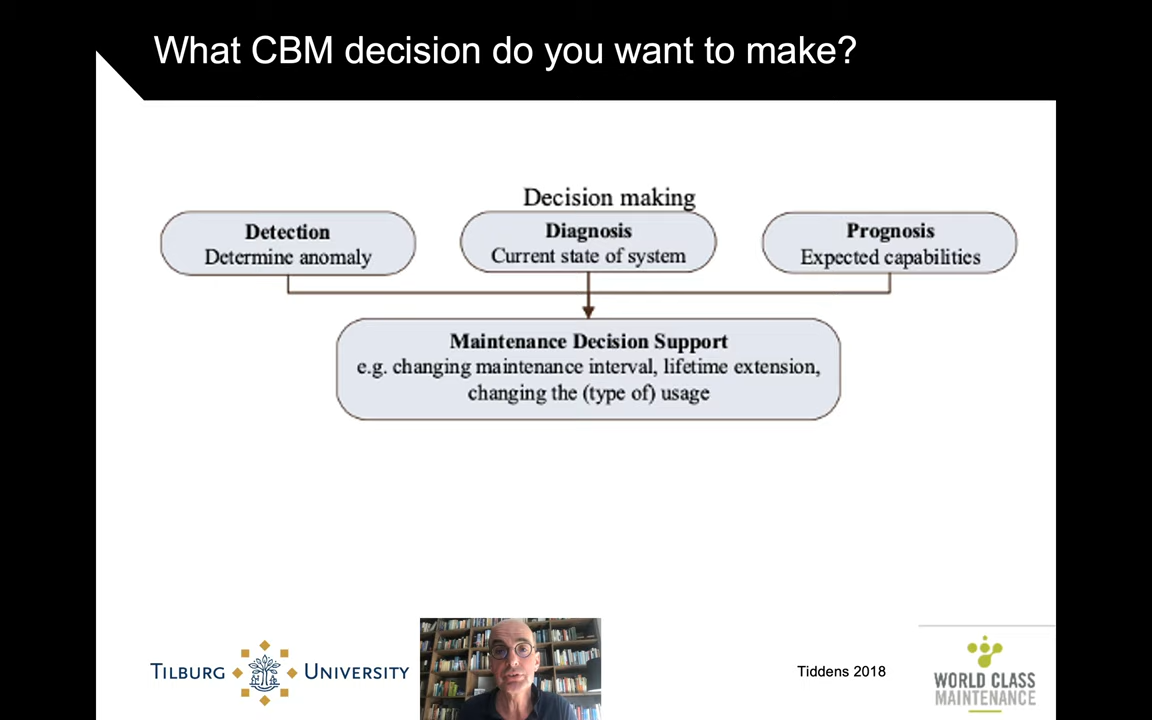 What CBM decision do you want to make?
Decision making
Detection
Determine anomaly
Diagnosis
Current state of system
Prognosis
Expected capabilities
Maintenance Decision Support
e.g. changing maintenance interval, lifetime extension,
changing the (type of) usage
TILBURG UNIVERSITY
Tiddens 2018
WORLD CLASS
MAINTENANCE